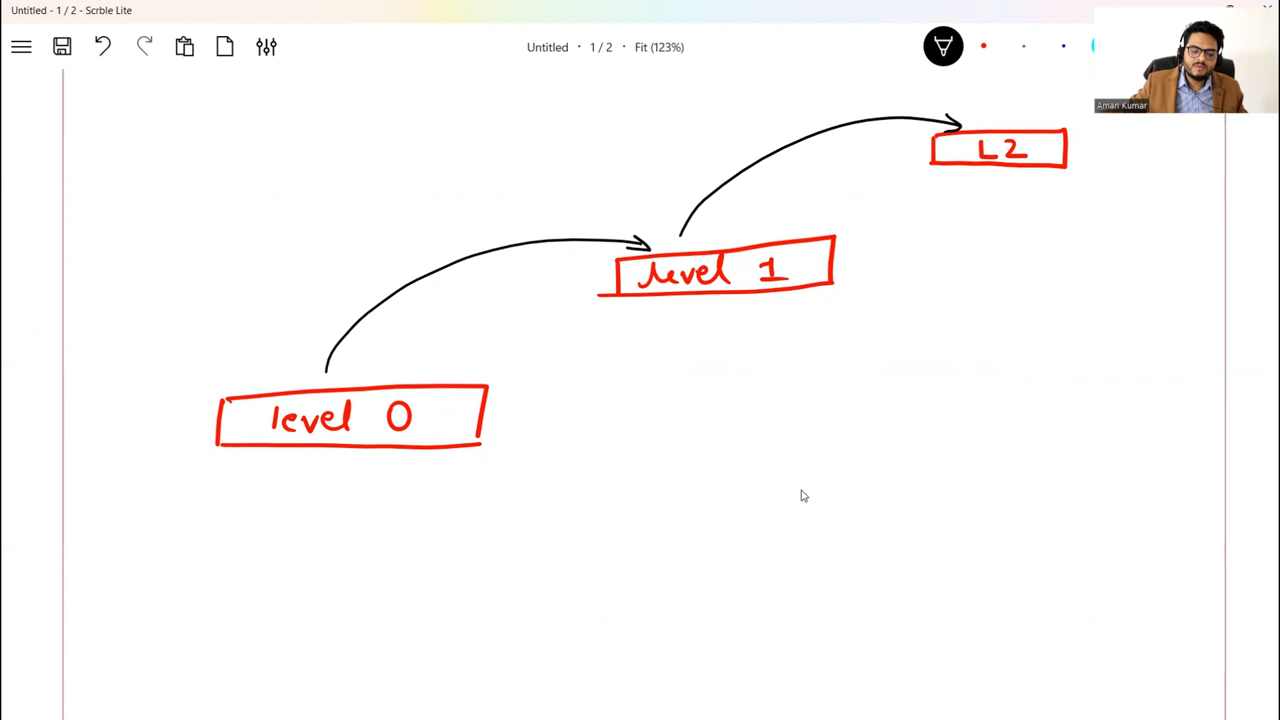 Untitled - 1 / 2 - Scrble Lite
Untitled · 1 / 2 · Fit (123%)
Aman Kumar
L2
level 1
level 0